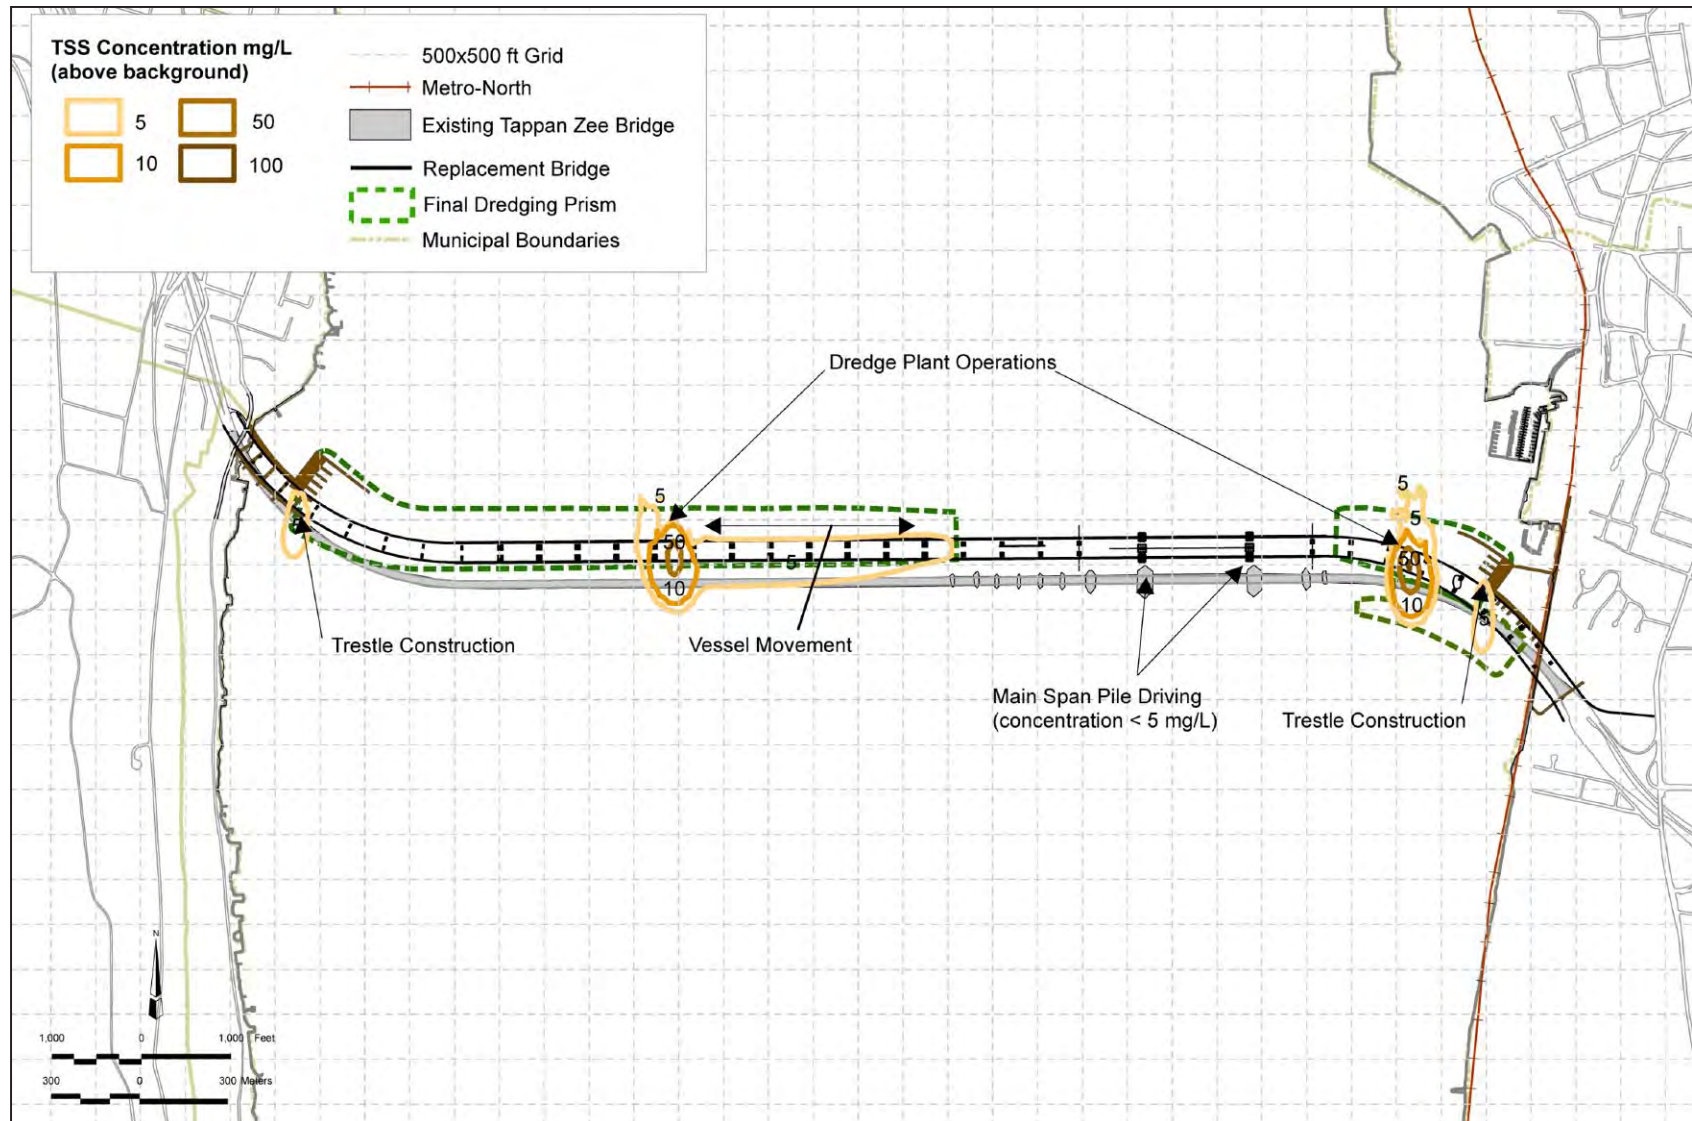 TSS Concentration mg/L
(above background)
5
50
10
100
500x500 ft Grid
Metro-North
Existing Tappan Zee Bridge
Replacement Bridge
Final Dredging Prism
Municipal Boundaries
Dredge Plant Operations
5
50
10
5
5
5
50
10
5
Trestle Construction
Vessel Movement
Main Span Pile Driving
(concentration < 5 mg/L)
Trestle Construction
N
1,000 0 1,000 Feet
300 0 300 Meters